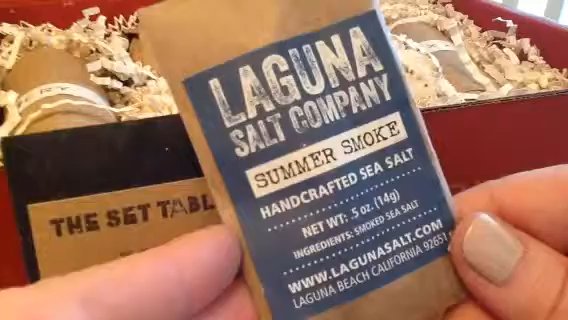 LAGUNA
SALT COMPANY
SUMMER SMOKE
HANDCRAFTED SEA SALT
NET WT: .5 oz. (14g)
INGREDIENTS: SMOKED SEA SALT
WWW.LAGUNASALT.COM
LAGUNA BEACH CALIFORNIA 92651
THE SET TABL